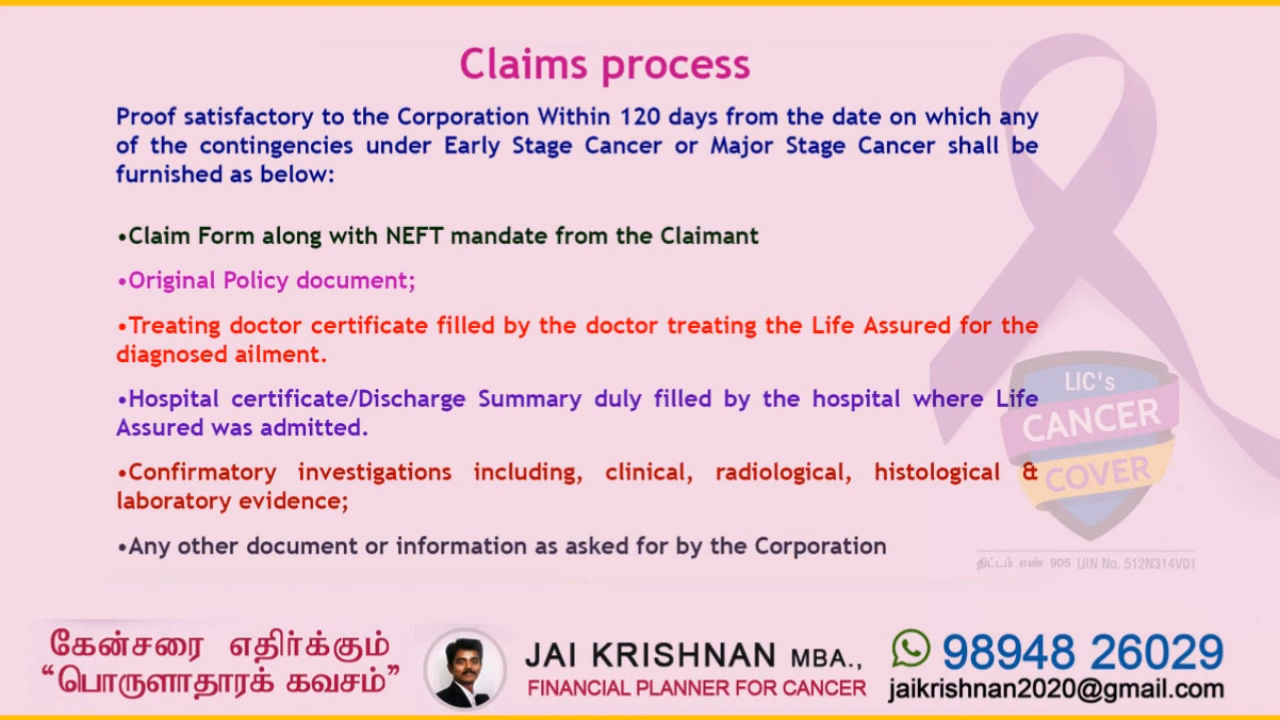 Claims process
Proof satisfactory to the Corporation Within 120 days from the date on which any
of the contingencies under Early Stage Cancer or Major Stage Cancer shall be
furnished as below:
•Claim Form along with NEFT mandate from the Claimant
•Original Policy document;
•Treating doctor certificate filled by the doctor treating the Life Assured for the
diagnosed ailment.
•Hospital certificate/Discharge Summary duly filled by the hospital where Life
Assured was admitted.
•Confirmatory investigations including, clinical, radiological, histological &
laboratory evidence;
•Any other document or information as asked for by the Corporation
LIC's
CANCER
COVER
திட்டம் எண் 905 UIN No. 512N314V01
கேன்சரை எதிர்க்கும்
“பொருளாதாரக் கவசம்”
JAI KRISHNAN MBA.,
FINANCIAL PLANNER FOR CANCER
98948 26029
jaikrishnan2020@gmail.com